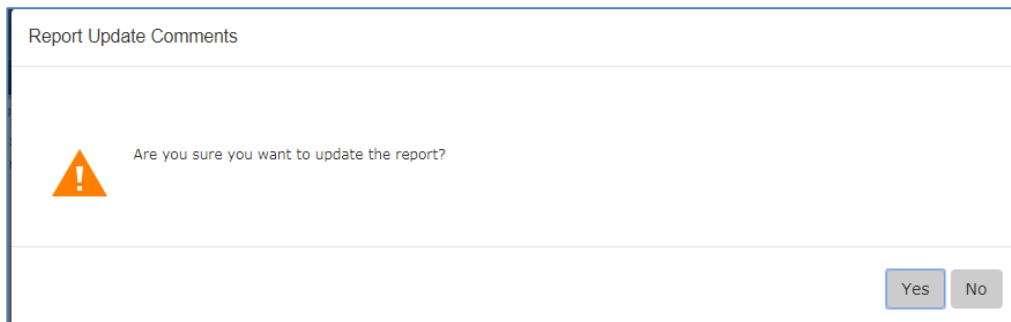 Report Update Comments
Are you sure you want to update the report?
Yes No